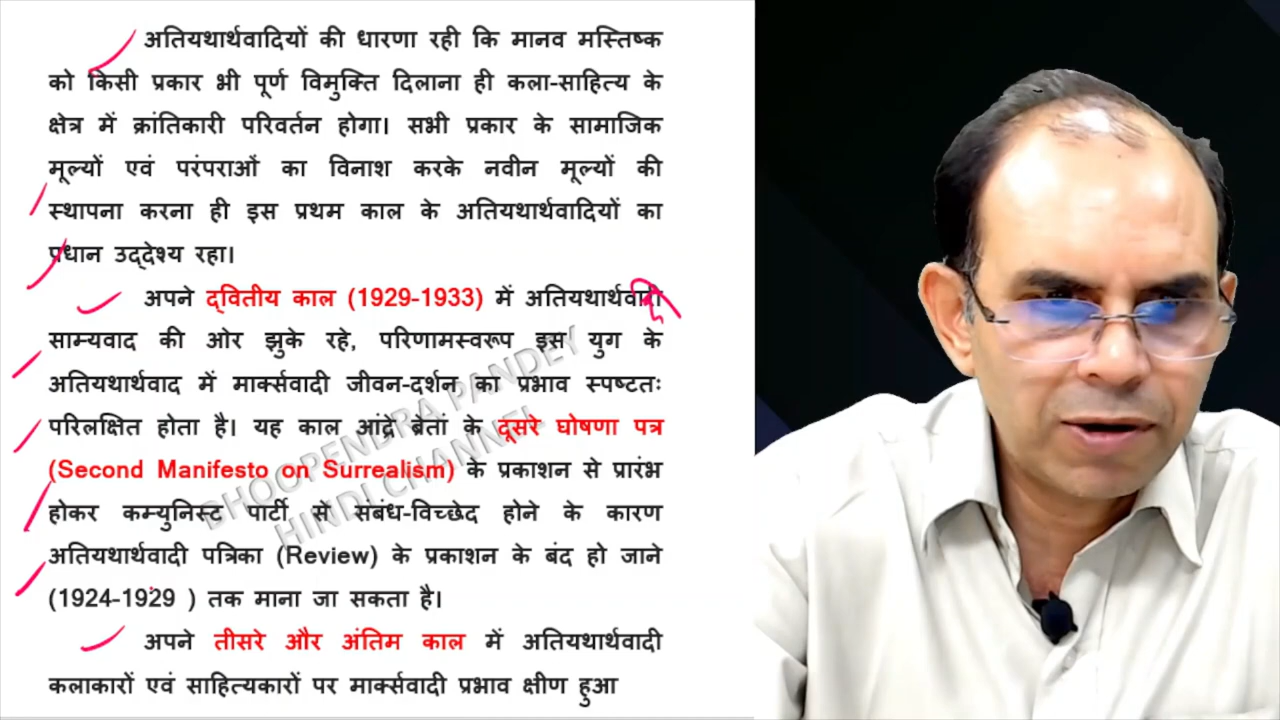 अतियथार्थवादियों की धारणा रही कि मानव मस्तिष्क
को किसी प्रकार भी पूर्ण विमुक्ति दिलाना ही कला-साहित्य के
क्षेत्र में क्रांतिकारी परिवर्तन होगा। सभी प्रकार के सामाजिक
मूल्यों एवं परंपराओं का विनाश करके नवीन मूल्यों की
स्थापना करना ही इस प्रथम काल के अतियथार्थवादियों का
प्रधान उद्देश्य रहा।
अपने द्वितीय काल (1929-1933) में अतियथार्थवादी
साम्यवाद की ओर झुके रहे, परिणामस्वरूप इस युग के
अतियथार्थवाद में मार्क्सवादी जीवन-दर्शन का प्रभाव स्पष्टतः
परिलक्षित होता है। यह काल आंद्रे ब्रेतां के दूसरे घोषणा पत्र
(Second Manifesto on Surrealism) के प्रकाशन से प्रारंभ
होकर कम्युनिस्ट पार्टी से संबंध-विच्छेद होने के कारण
अतियथार्थवादी पत्रिका (Review) के प्रकाशन के बंद हो जाने
(1924-1929 ) तक माना जा सकता है।
अपने तीसरे और अंतिम काल में अतियथार्थवादी
कलाकारों एवं साहित्यकारों पर मार्क्सवादी प्रभाव क्षीण हुआ
BHOOPENDRA PANDEY
HINDI CHANNEL